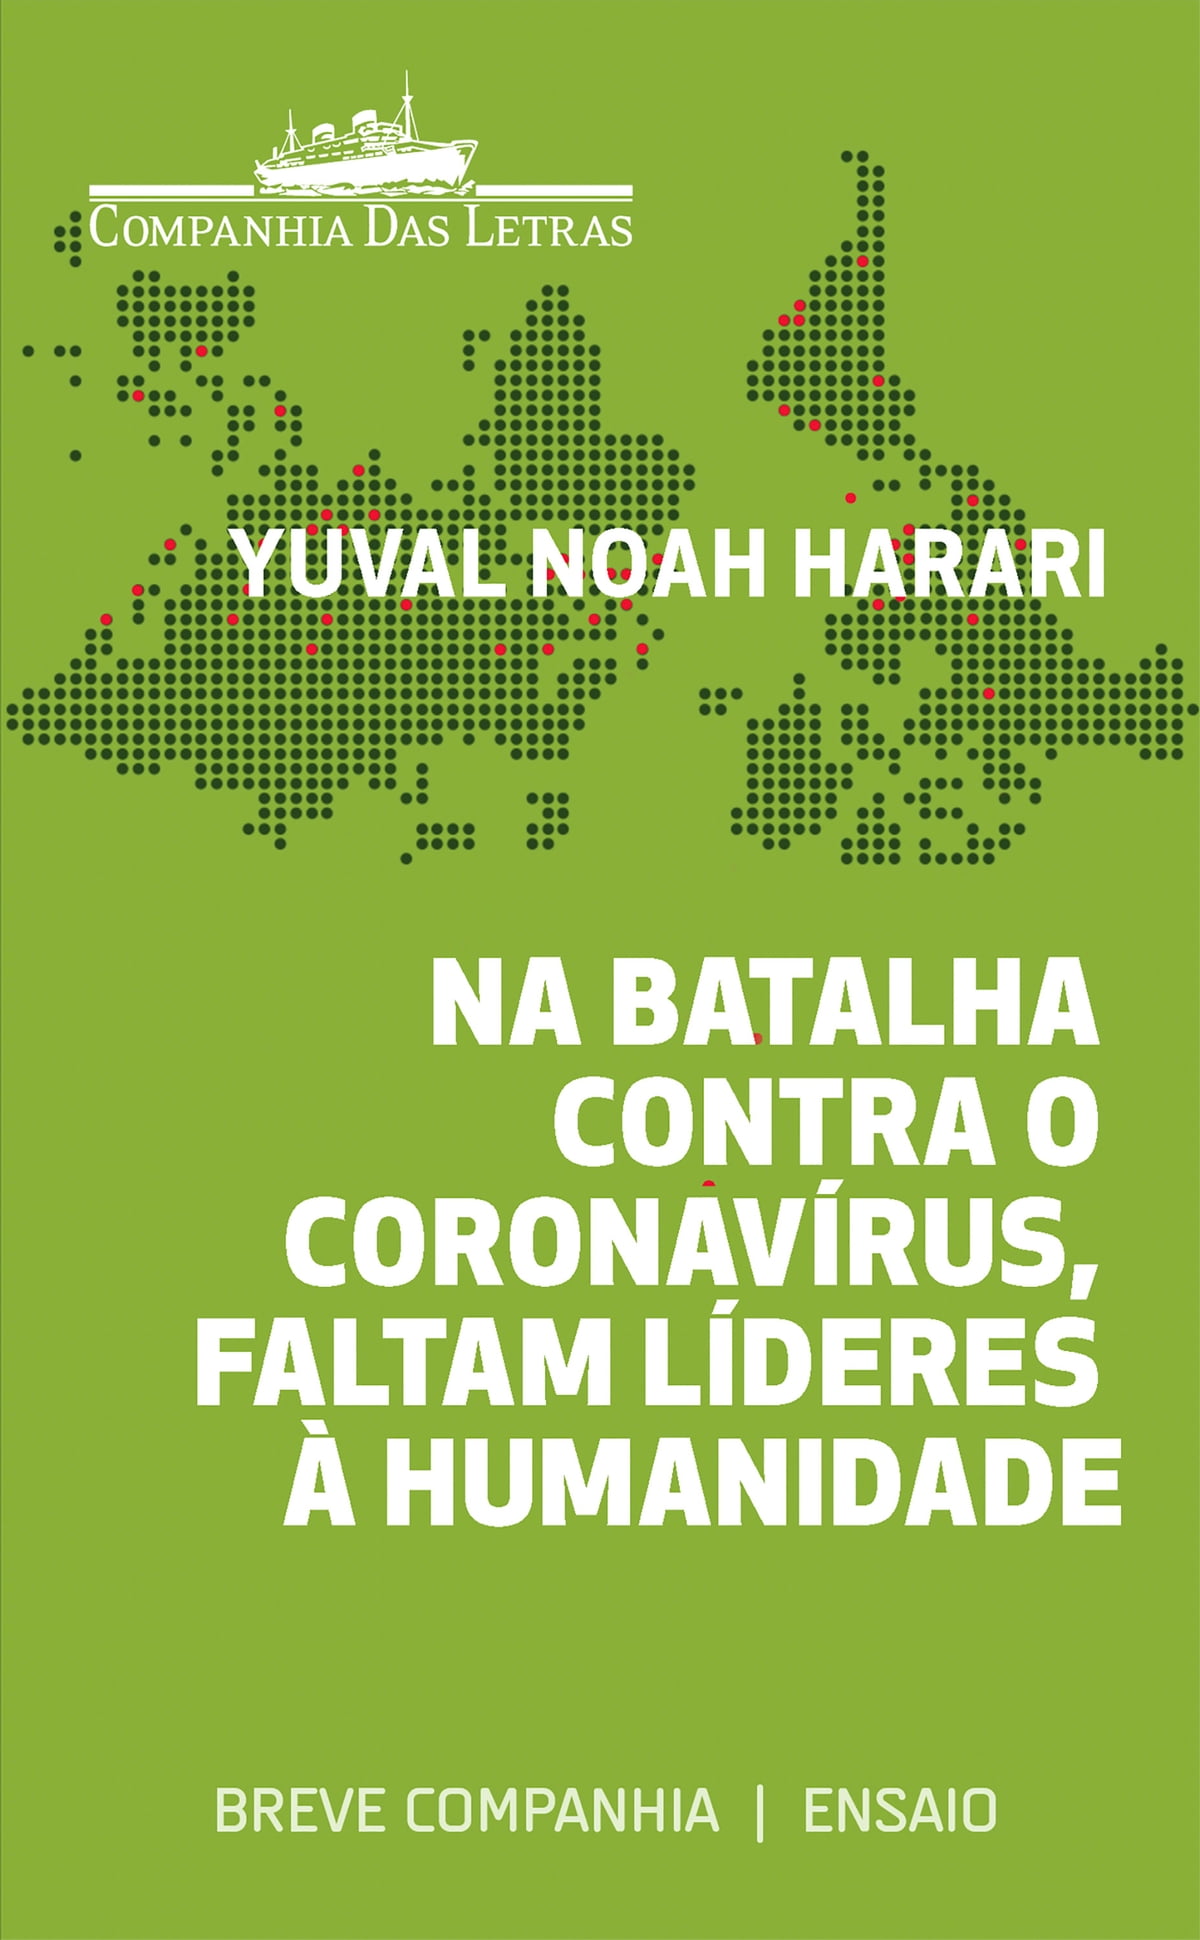 COMPANHIA DAS LETRAS
YUVAL NOAH HARARI
NA BATALHA
CONTRA O
CORONAVÍRUS,
FALTAM LÍDERES
À HUMANIDADE
BREVE COMPANHIA | ENSAIO